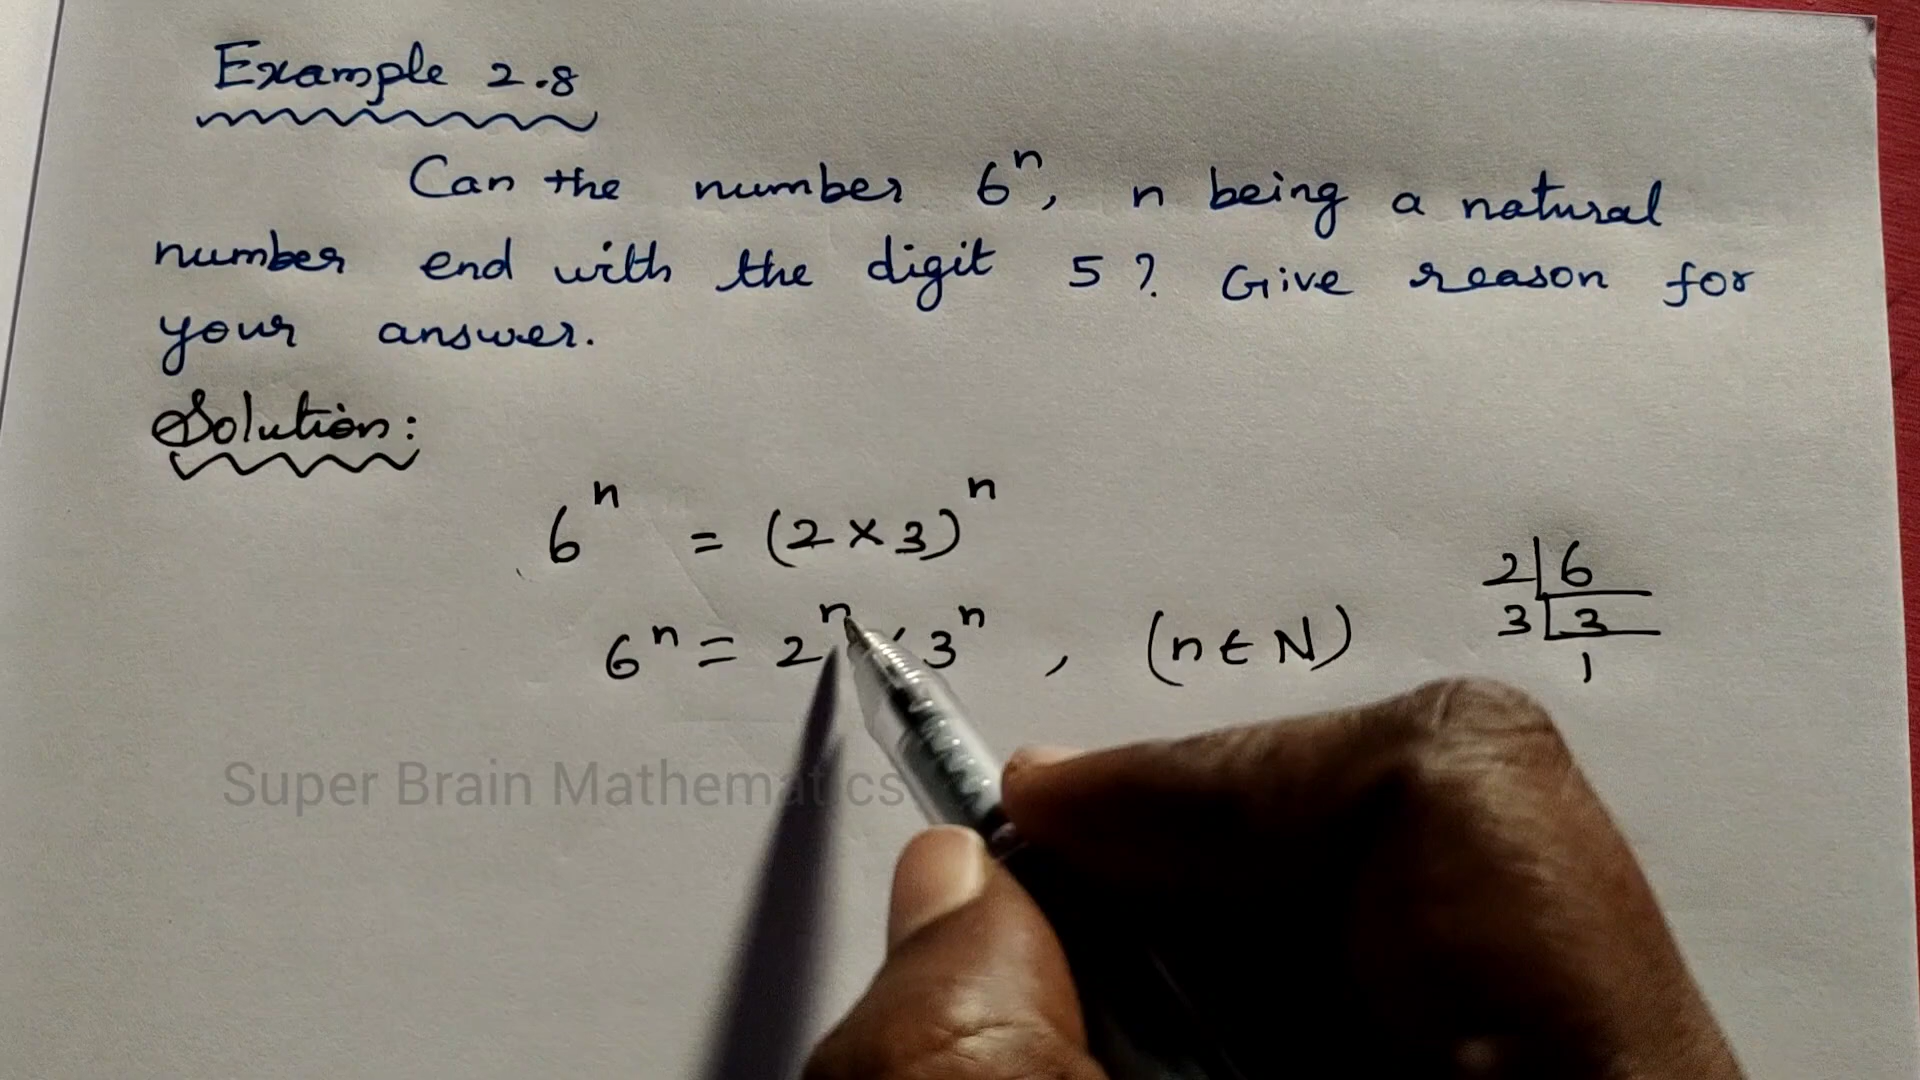 Example 2.8
Can the number 6ⁿ, n being a natural
number end with the digit 5? Give reason for
your answer.
Solution:
6ⁿ = (2 × 3)ⁿ
6ⁿ = 2ⁿ × 3ⁿ , (n ∈ N)
2|6
3|3
1
Super Brain Mathematics